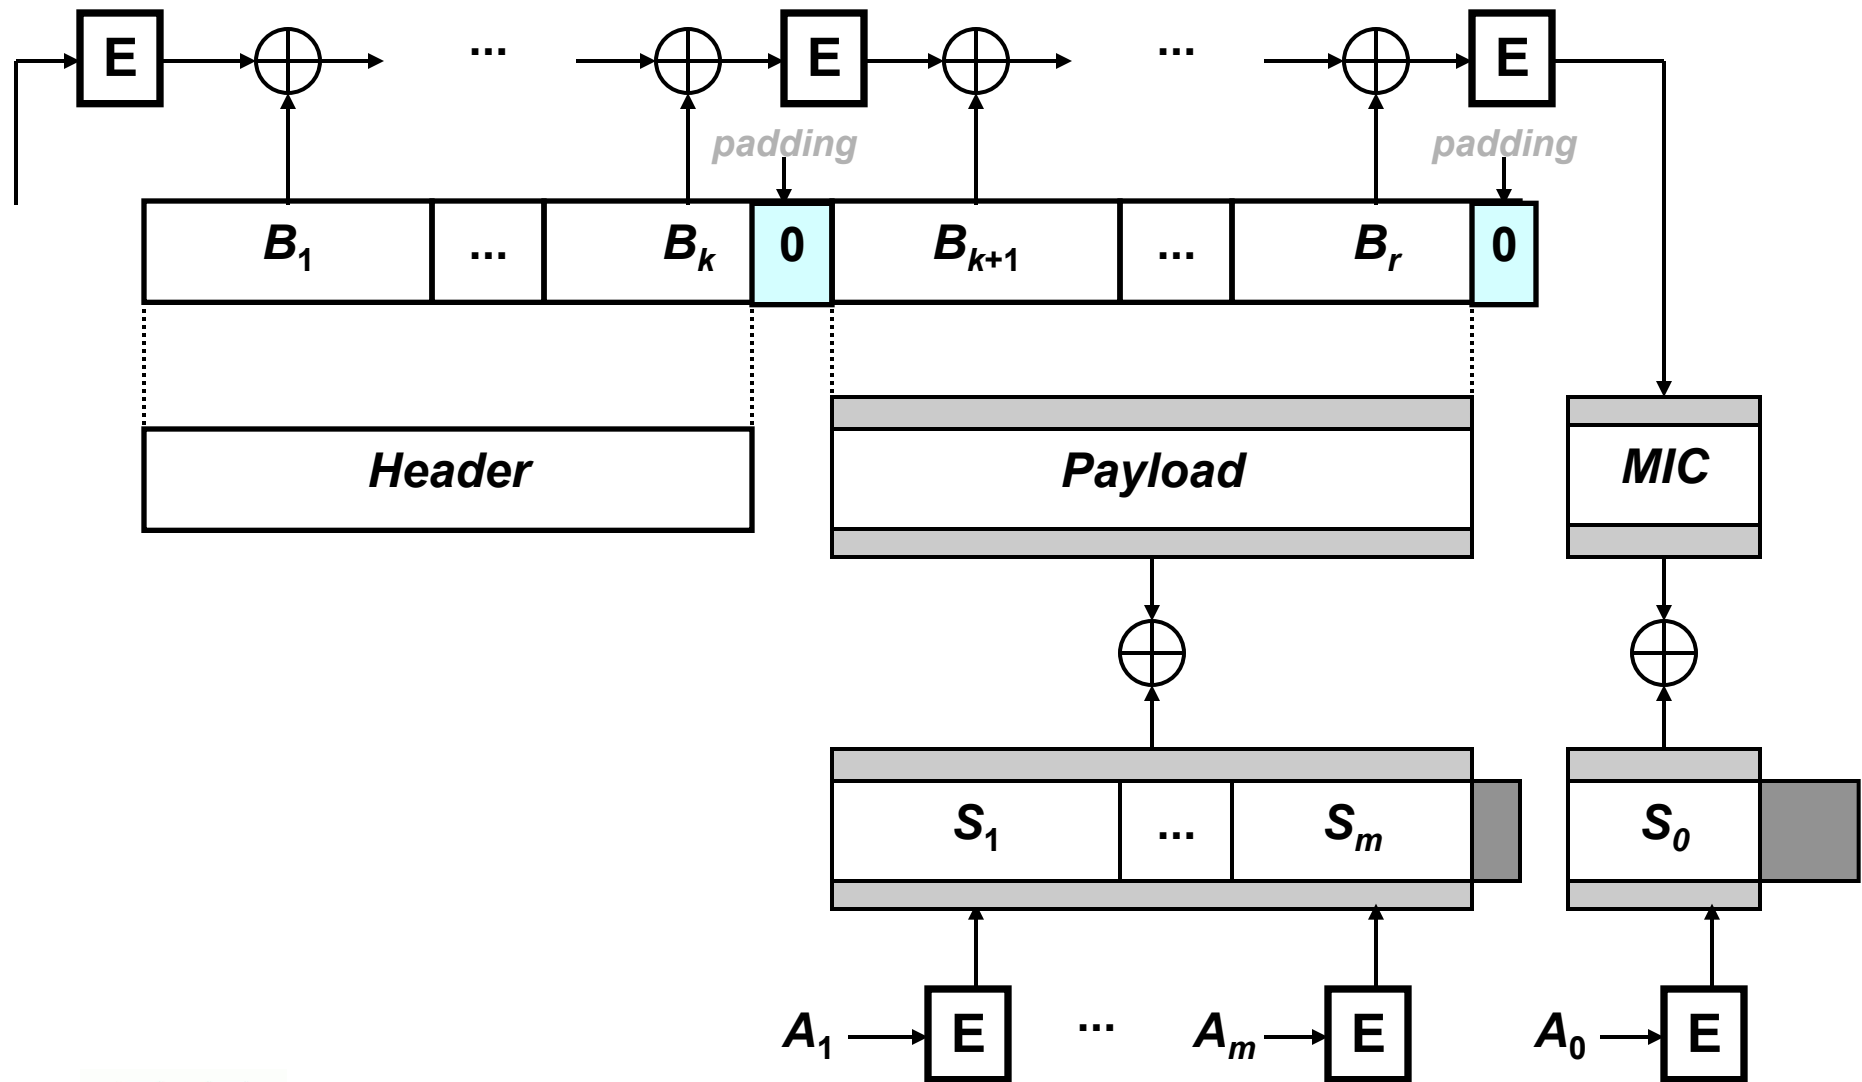 E ... E ... E
padding padding
B₁ ... Bₖ 0 Bₖ₊₁ ... Bᵣ 0
Header Payload MIC
S₁ ... Sₘ S₀
A₁ E ... Aₘ E A₀ E